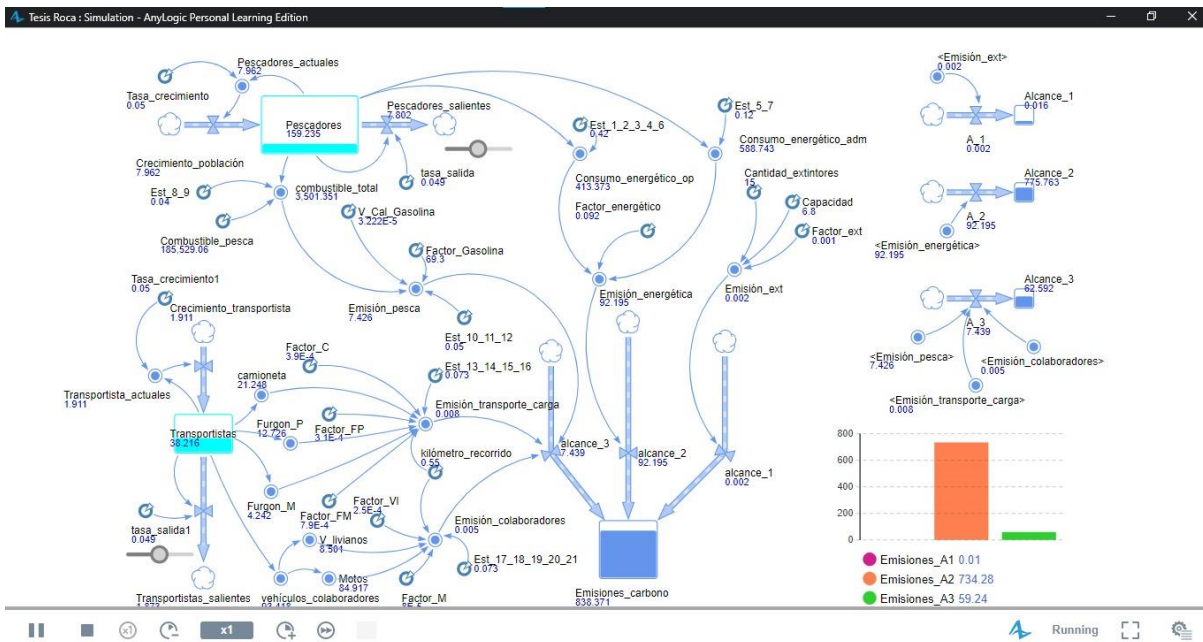 Tesis Roca : Simulation - AnyLogic Personal Learning Edition
Pescadores_actuales
7.962
Tasa_crecimiento
0.05
Pescadores
159.235
Pescadores_salientes
7.802
Crecimiento_población
7.962
tasa_salida
0.049
Est_8_9
0.04
combustible_total
3,501.351
Combustible_pesca
185,529.06
V_Cal_Gasolina
3.222E-5
Factor_Gasolina
69.3
Emisión_pesca
7.426
Est_10_11_12
0.05
Est_1_2_3_4_6
0.42
Consumo_energético_op
413.373
Factor_energético
0.092
Emisión_energética
92.195
Est_5_7
0.12
Consumo_energético_adm
588.743
Cantidad_extintores
15
Capacidad
6.8
Factor_ext
0.001
Emisión_ext
0.002
Tasa_crecimiento1
0.05
Crecimiento_transportista
1.911
Transportista_actuales
1.911
Transportistas
38.216
tasa_salida1
0.049
Transportistas_salientes
1.873
Factor_C
3.9E-4
camioneta
21.248
Furgon_P
12.726
Factor_FP
3.1E-4
Furgon_M
4.242
Factor_FM
7.9E-4
Est_13_14_15_16
0.073
Emisión_transporte_carga
0.008
kilómetro_recorrido
0.55
Factor_VI
2.5E-4
V_livianos
8.501
Motos
84.917
vehículos_colaboradores
93.418
Factor_M
8E-5
Emisión_colaboradores
0.005
Est_17_18_19_20_21
0.073
alcance_3
7.439
alcance_2
92.195
alcance_1
0.002
Emisiones_carbono
838.371
<Emisión_ext>
0.002
Alcance_1
0.016
A_1
0.002
Alcance_2
775.763
A_2
92.195
<Emisión_energética>
92.195
Alcance_3
62.592
A_3
7.439
<Emisión_pesca>
7.426
<Emisión_colaboradores>
0.005
<Emisión_transporte_carga>
0.008
800
600
400
200
0
Emisiones_A1 0.01
Emisiones_A2 734.28
Emisiones_A3 59.24
x1
x1
Running